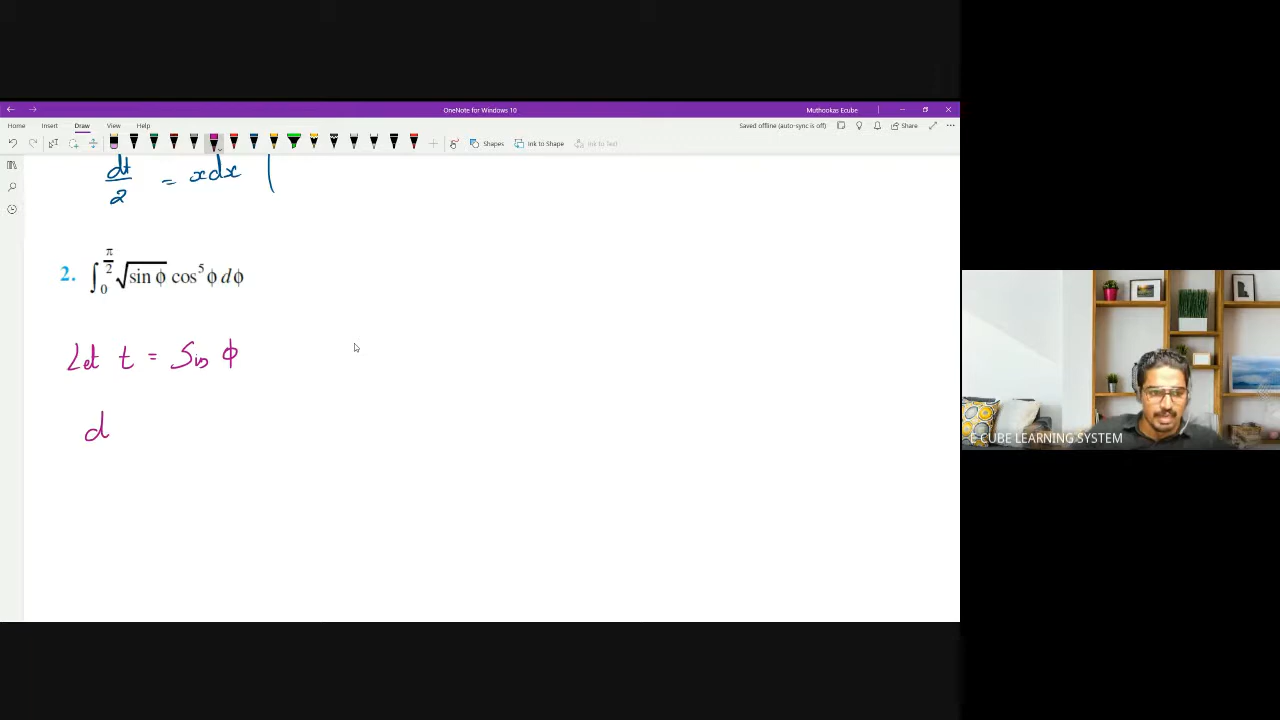 OneNote for Windows 10
Muthookas Ecube
Home Insert Draw View Help
Saved offline (auto-sync is off)
Share
Shapes
Ink to Shape
Ink to Text
dt/2 = xdx
2. ∫₀^(π/2) √sin ϕ cos⁵ ϕ dϕ
Let t = Sin ϕ
d
E CUBE LEARNING SYSTEM